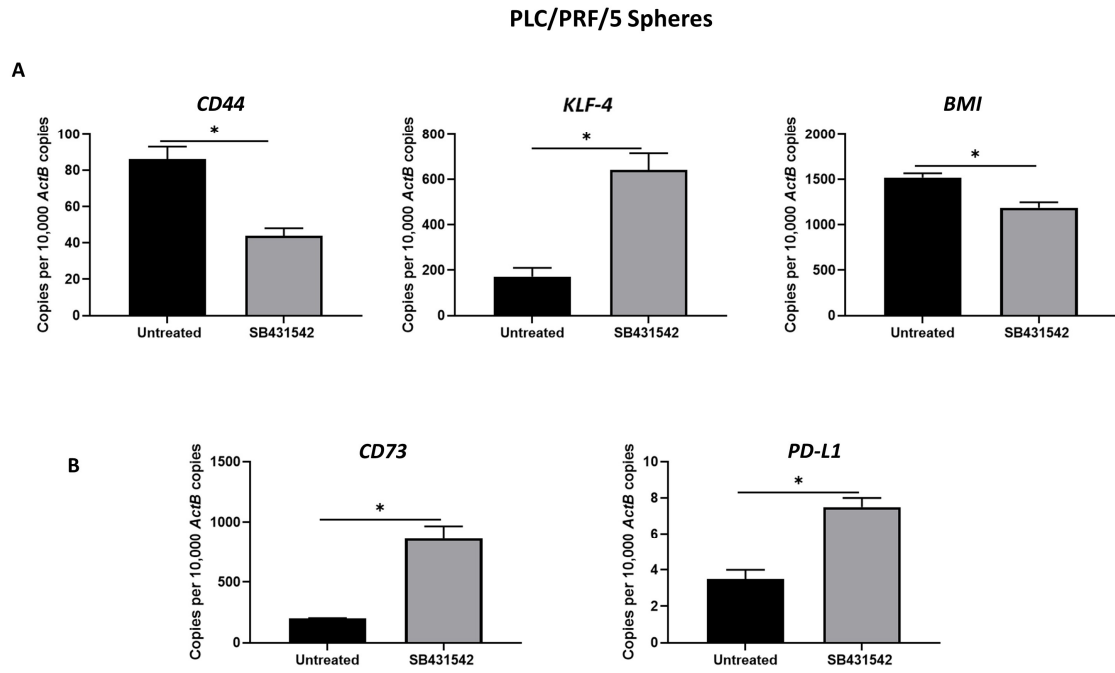 PLC/PRF/5 Spheres
A
CD44
Copies per 10,000 ActB copies
100
80
60
40
20
0
*
Untreated
SB431542
KLF-4
Copies per 10,000 ActB copies
800
600
400
200
0
*
Untreated
SB431542
BMI
Copies per 10,000 ActB copies
2000
1500
1000
500
0
*
Untreated
SB431542
B
CD73
Copies per 10,000 ActB copies
1500
1000
500
0
*
Untreated
SB431542
PD-L1
Copies per 10,000 ActB copies
10
8
6
4
2
0
*
Untreated
SB431542